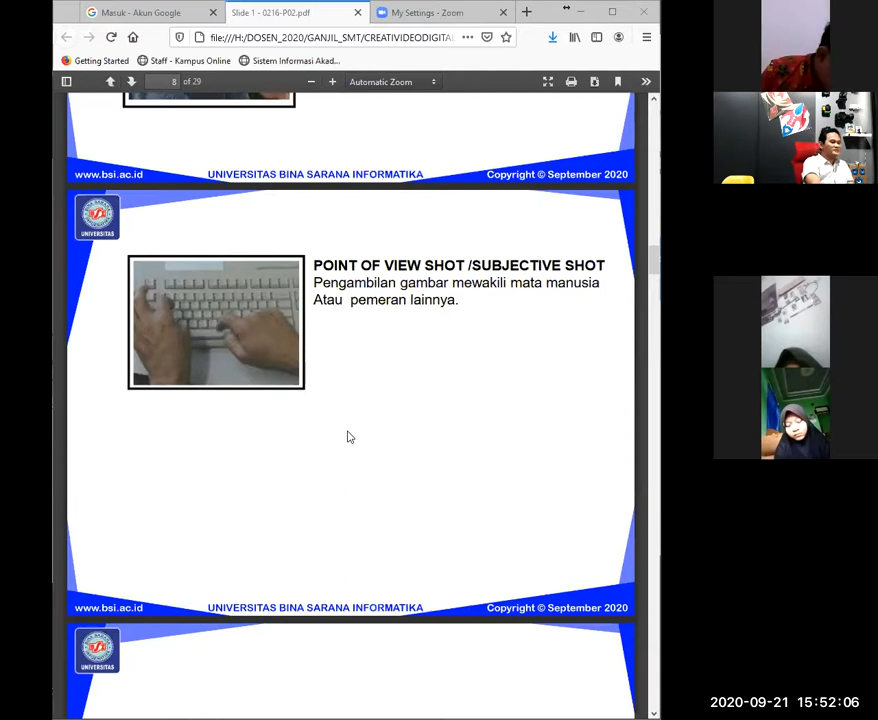 Masuk - Akun Google
Slide 1 - 0216-P02.pdf
My Settings - Zoom
file:///H:/DOSEN_2020/GANJIL_SMT/CREATIVIDEODIGITAL
Getting Started
Staff - Kampus Online
Sistem Informasi Akad...
8 of 29
Automatic Zoom
www.bsi.ac.id UNIVERSITAS BINA SARANA INFORMATIKA Copyright © September 2020
UNIVERSITAS
POINT OF VIEW SHOT /SUBJECTIVE SHOT
Pengambilan gambar mewakili mata manusia
Atau pemeran lainnya.
www.bsi.ac.id UNIVERSITAS BINA SARANA INFORMATIKA Copyright © September 2020
UNIVERSITAS
2020-09-21 15:52:06